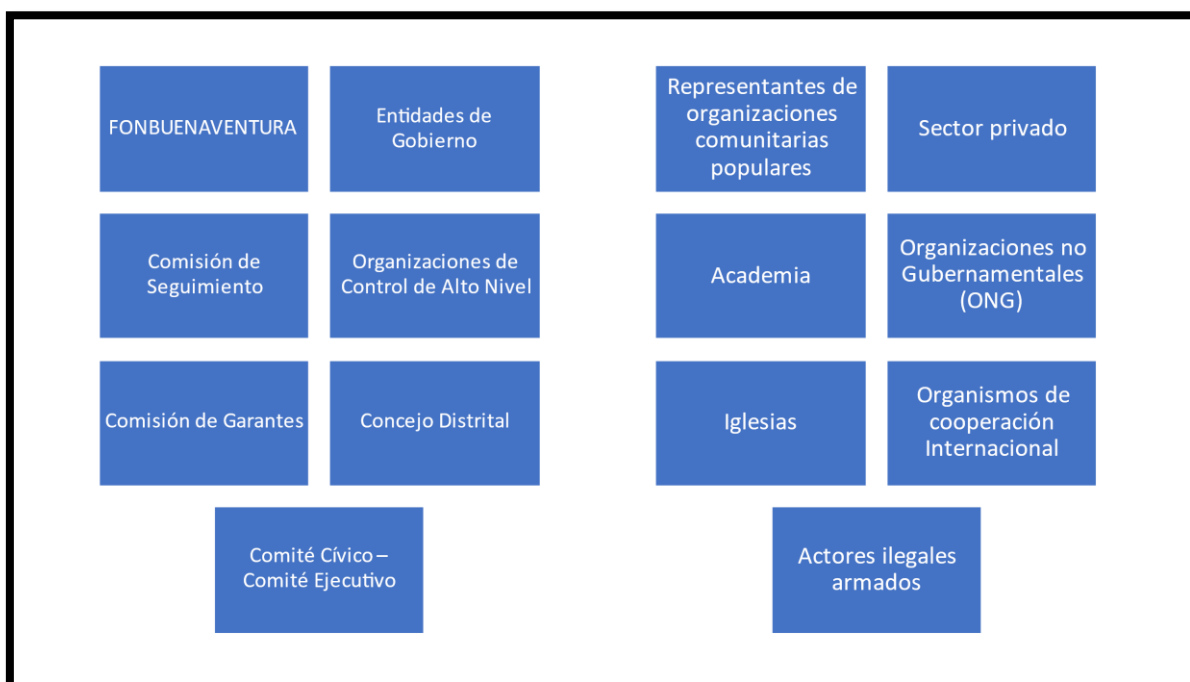 FONBUENAVENTURA
Entidades de
Gobierno
Comisión de
Seguimiento
Organizaciones de
Control de Alto Nivel
Comisión de Garantes
Concejo Distrital
Comité Cívico –
Comité Ejecutivo
Representantes de
organizaciones
comunitarias
populares
Sector privado
Academia
Organizaciones no
Gubernamentales
(ONG)
Iglesias
Organismos de
cooperación
Internacional
Actores ilegales
armados